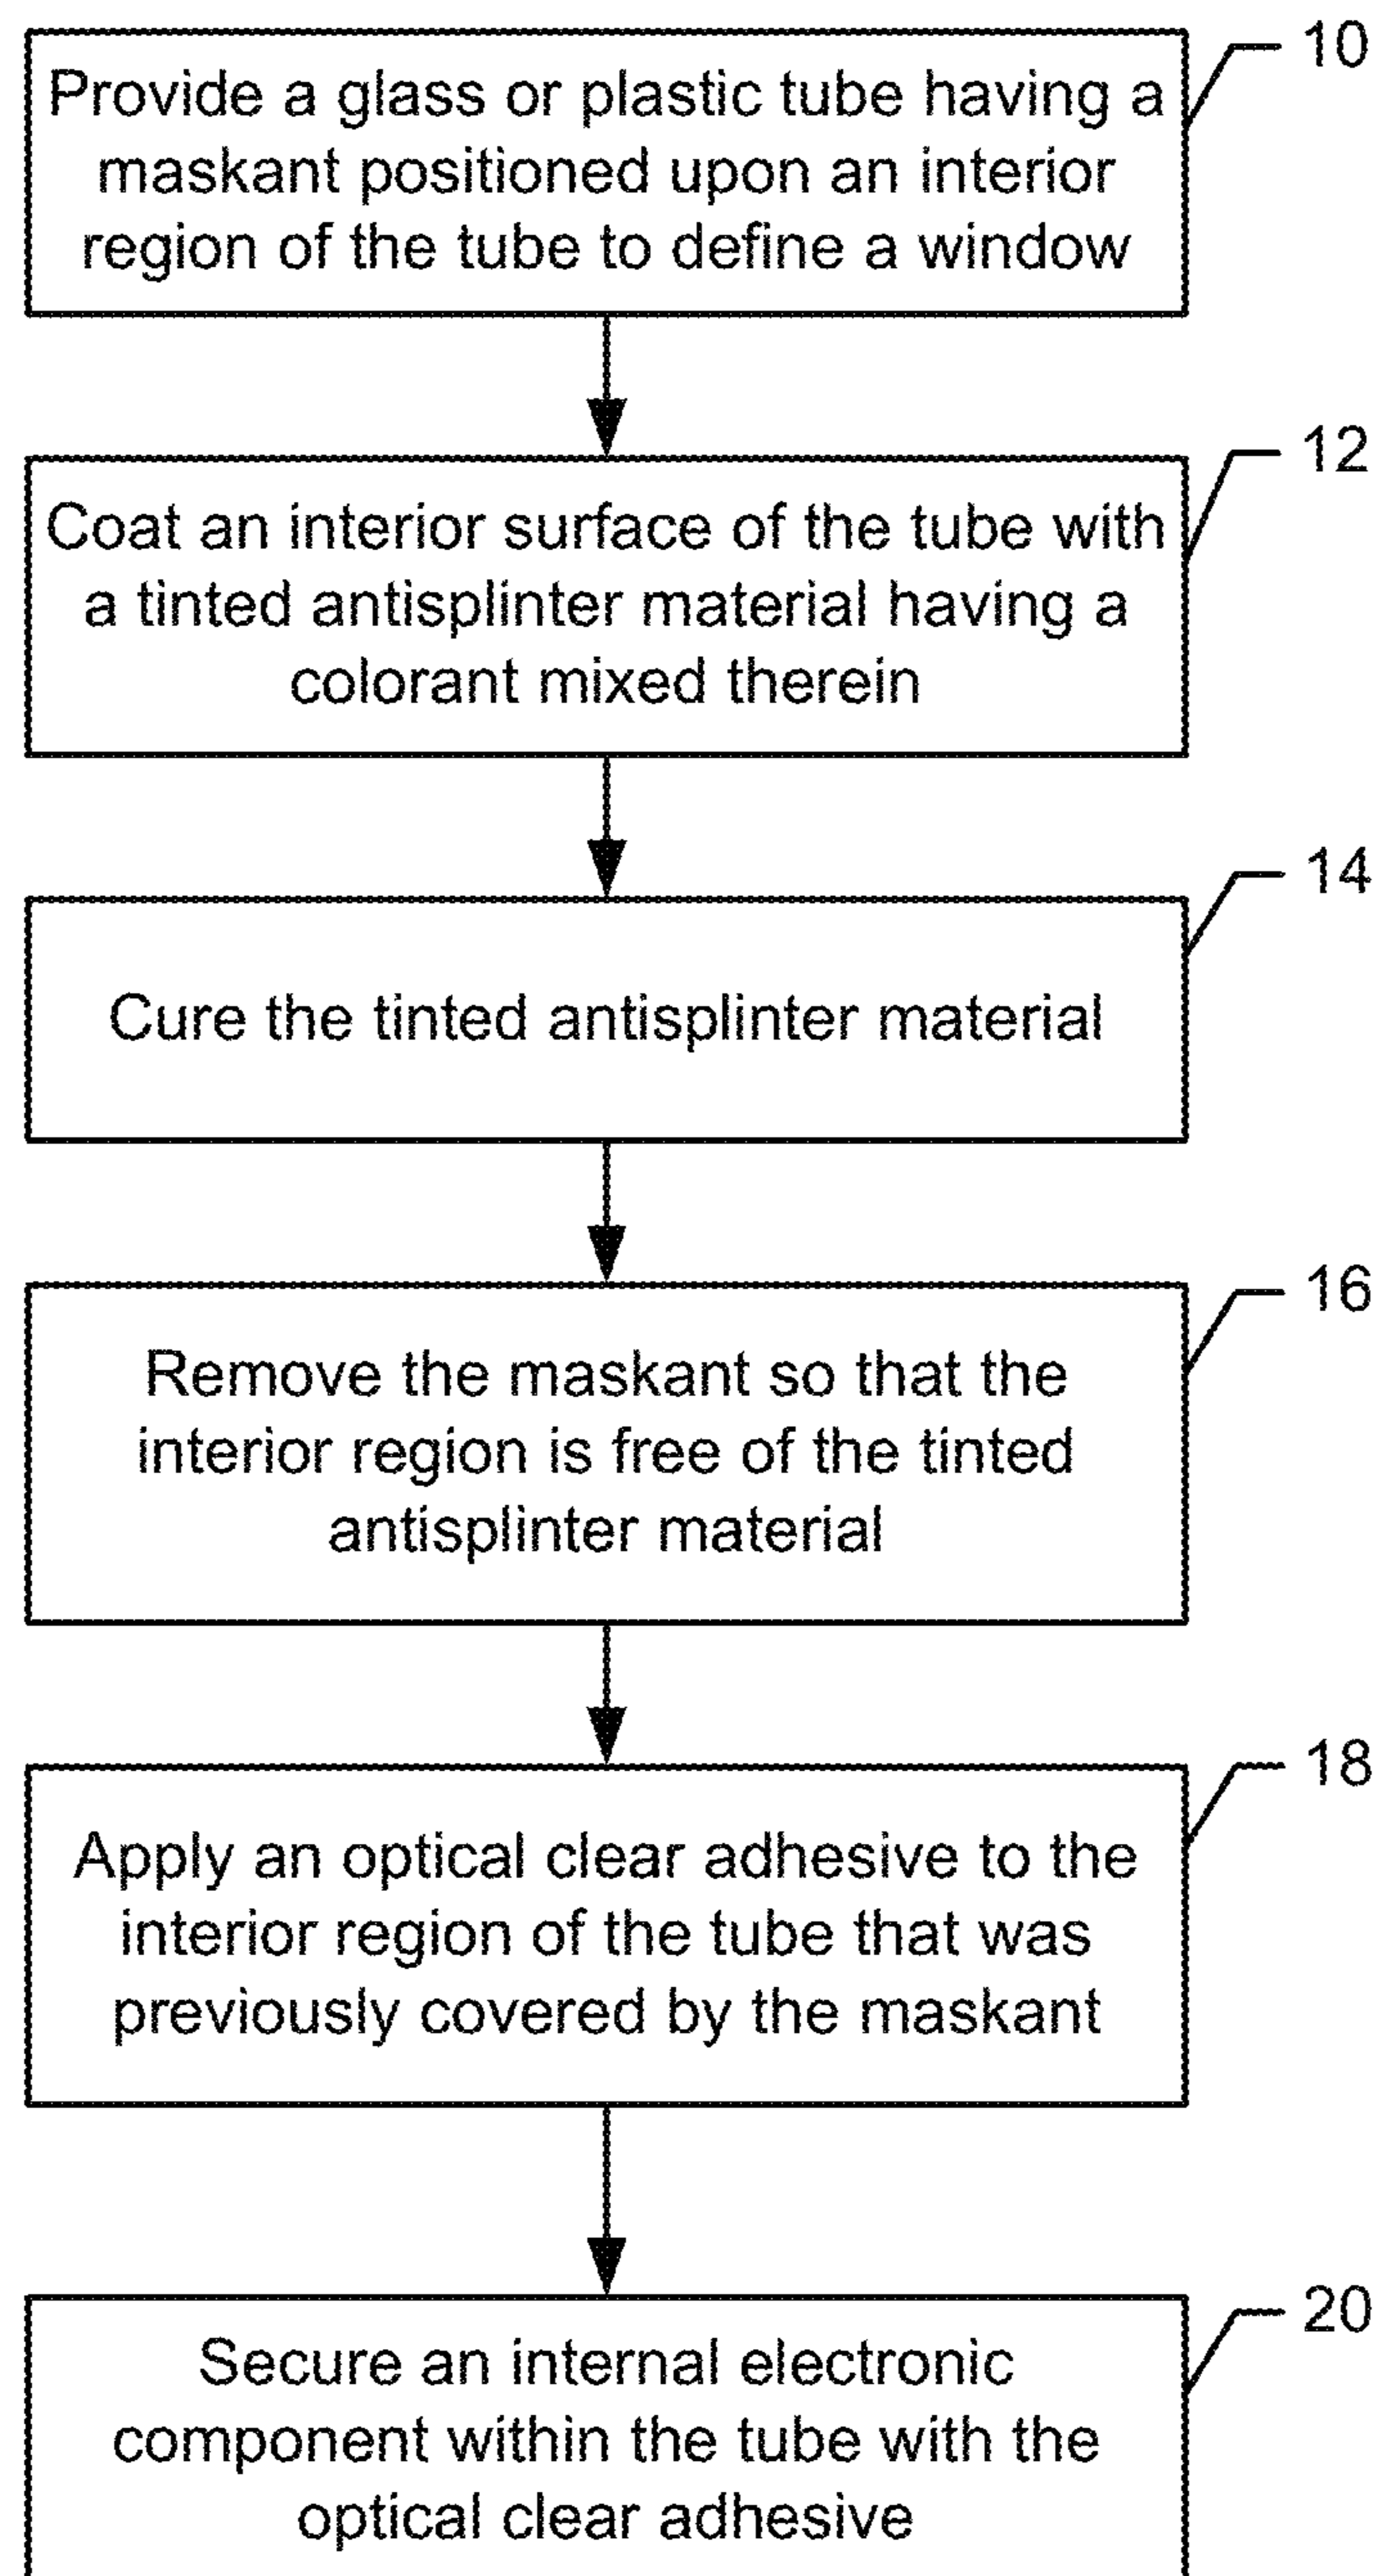 10
Provide a glass or plastic tube having a
maskant positioned upon an interior
region of the tube to define a window
12
Coat an interior surface of the tube with
a tinted antisplinter material having a
colorant mixed therein
14
Cure the tinted antisplinter material
16
Remove the maskant so that the
interior region is free of the tinted
antisplinter material
18
Apply an optical clear adhesive to the
interior region of the tube that was
previously covered by the maskant
20
Secure an internal electronic
component within the tube with the
optical clear adhesive